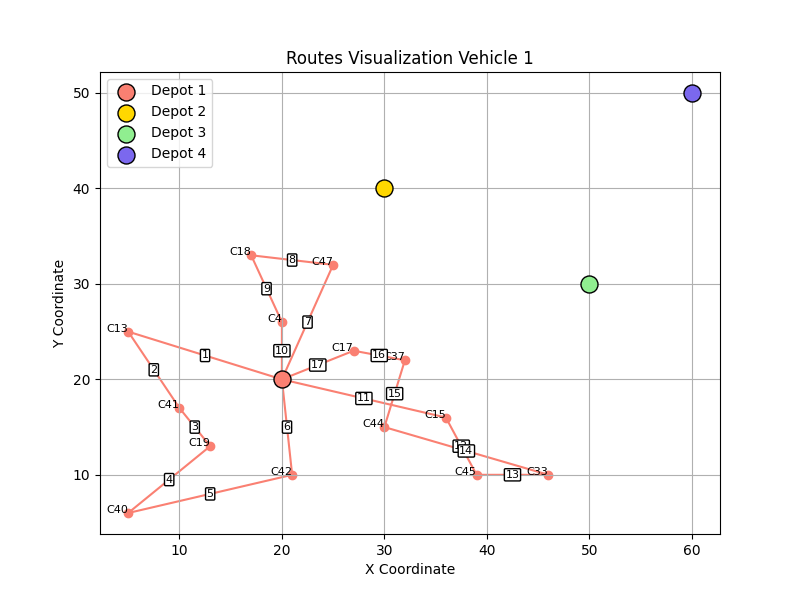 Routes Visualization Vehicle 1
Depot 1
Depot 2
Depot 3
Depot 4
50
40
30
20
10
Y Coordinate
C18
8
C47
9
C4
7
C13
1
2
10
C17
16
C37
17
15
11
C41
3
C19
6
C44
C15
14
4
C42
C45
13
C33
5
C40
10
20
30
40
50
60
X Coordinate